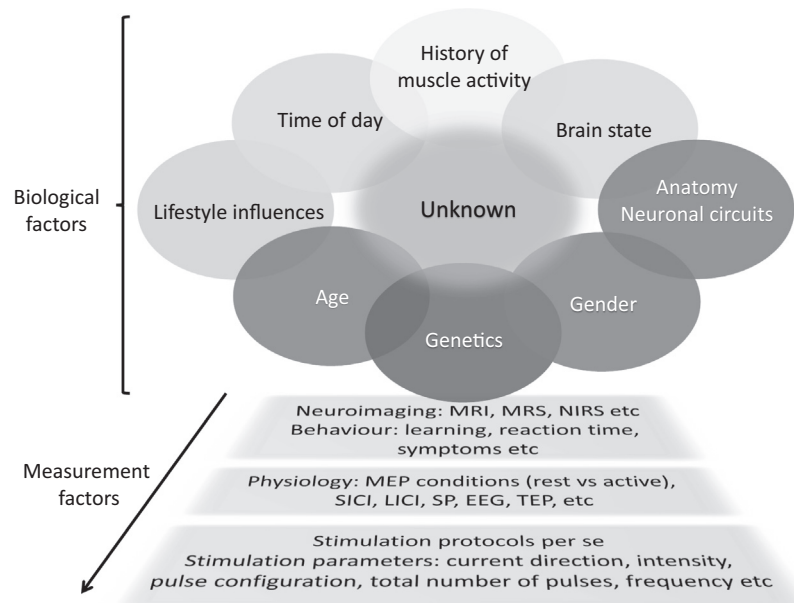 History of
muscle activity
Time of day
Brain state
Biological
factors
Lifestyle influences
Unknown
Anatomy
Neuronal circuits
Age
Gender
Genetics
Measurement
factors
Neuroimaging: MRI, MRS, NIRS etc
Behaviour: learning, reaction time,
symptoms etc
Physiology: MEP conditions (rest vs active),
SICI, LICI, SP, EEG, TEP, etc
Stimulation protocols per se
Stimulation parameters: current direction, intensity,
pulse configuration, total number of pulses, frequency etc